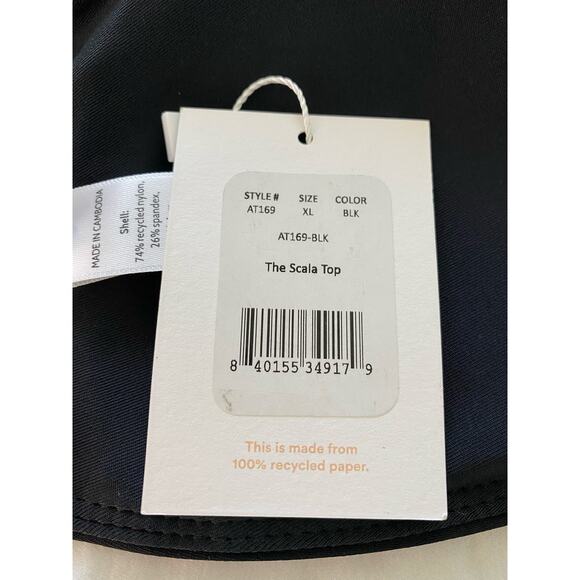 STYLE # SIZE COLOR
AT169 XL BLK
AT169-BLK
The Scala Top
8 40155 34917 9
This is made from
100% recycled paper.
MADE IN CAMBODIA
Shell:
74% recycled nylon,
26% spandex.